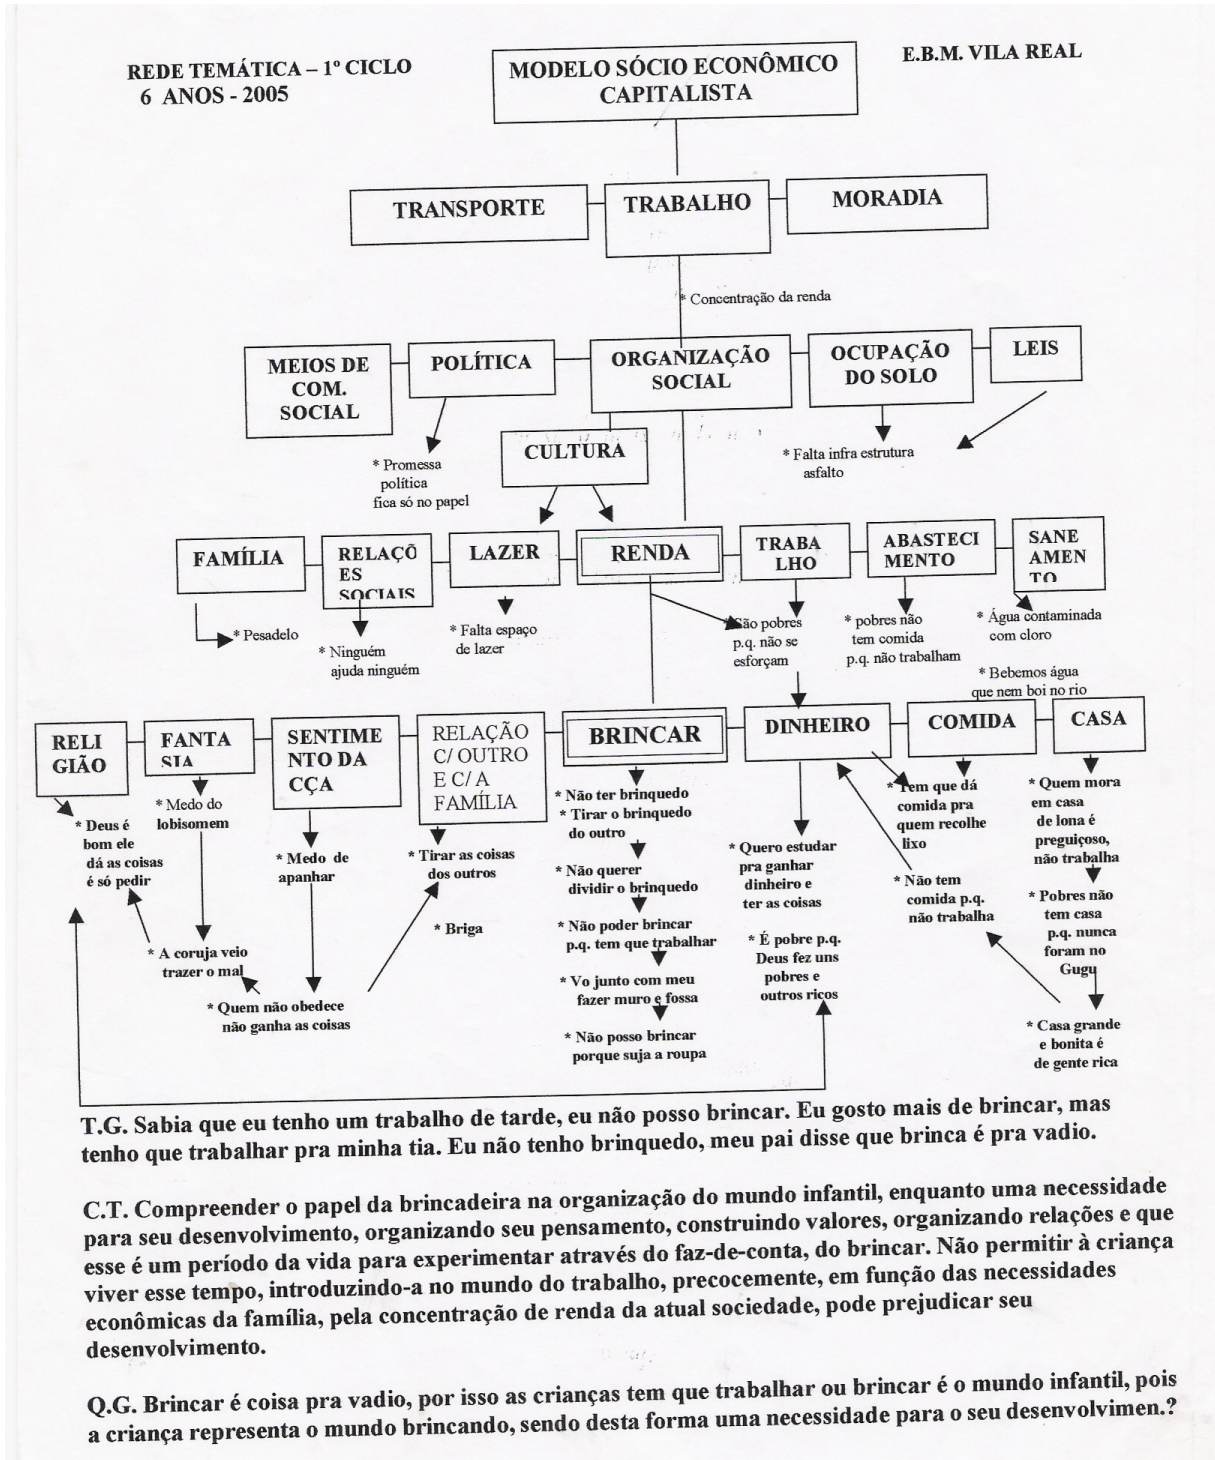 REDE TEMÁTICA – 1º CICLO
6 ANOS - 2005
MODELO SÓCIO ECONÔMICO
CAPITALISTA
E.B.M. VILA REAL
TRANSPORTE
TRABALHO
MORADIA
* Concentração da renda
MEIOS DE
COM.
SOCIAL
POLÍTICA
ORGANIZAÇÃO
SOCIAL
OCUPAÇÃO
DO SOLO
LEIS
* Promessa
política
fica só no papel
CULTURA
* Falta infra estrutura
asfalto
FAMÍLIA
RELAÇÕ
ES
SOCIAIS
LAZER
RENDA
TRABA
LHO
ABASTECI
MENTO
SANE
AMEN
TO
* Pesadelo
* Ninguém
ajuda ninguém
* Falta espaço
de lazer
* São pobres
p.q. não se
esforçam
* pobres não
tem comida
p.q. não trabalham
* Água contaminada
com cloro
* Bebemos água
que nem boi no rio
RELI
GIÃO
FANTA
SIA
SENTIME
NTO DA
CÇA
RELAÇÃO
C/ OUTRO
E C/ A
FAMÍLIA
BRINCAR
DINHEIRO
COMIDA
CASA
* Deus é
bom ele
dá as coisas
é só pedir
* Medo do
lobisomem
* A coruja veio
trazer o mal
* Medo de
apanhar
* Quem não obedece
não ganha as coisas
* Tirar as coisas
dos outros
* Briga
* Não ter brinquedo
* Tirar o brinquedo
do outro
* Não querer
dividir o brinquedo
* Não poder brincar
p.q. tem que trabalhar
* Vo junto com meu
fazer muro e fossa
* Não posso brincar
porque suja a roupa
* Quero estudar
pra ganhar
dinheiro e
ter as coisas
* É pobre p.q.
Deus fez uns
pobres e
outros ricos
* Tem que dá
comida pra
quem recolhe
lixo
* Não tem
comida p.q.
não trabalha
* Quem mora
em casa
de lona é
preguiçoso,
não trabalha
* Pobres não
tem casa
p.q. nunca
foram no
Gugu
* Casa grande
e bonita é
de gente rica
T.G. Sabia que eu tenho um trabalho de tarde, eu não posso brincar. Eu gosto mais de brincar, mas
tenho que trabalhar pra minha tia. Eu não tenho brinquedo, meu pai disse que brinca é pra vadio.
C.T. Compreender o papel da brincadeira na organização do mundo infantil, enquanto uma necessidade
para seu desenvolvimento, organizando seu pensamento, construindo valores, organizando relações e que
esse é um período da vida para experimentar através do faz-de-conta, do brincar. Não permitir à criança
viver esse tempo, introduzindo-a no mundo do trabalho, precocemente, em função das necessidades
econômicas da família, pela concentração de renda da atual sociedade, pode prejudicar seu
desenvolvimento.
Q.G. Brincar é coisa pra vadio, por isso as crianças tem que trabalhar ou brincar é o mundo infantil, pois
a criança representa o mundo brincando, sendo desta forma uma necessidade para o seu desenvolvimen.?